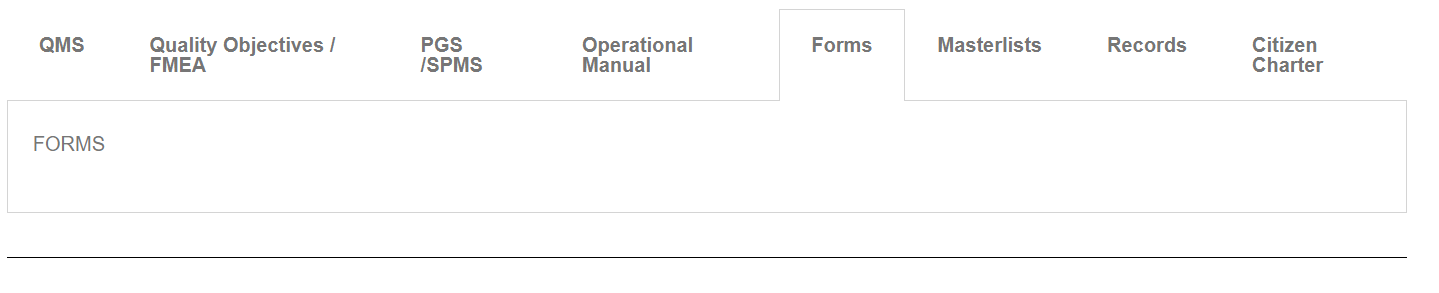 QMS
Quality Objectives /
FMEA
PGS
/SPMS
Operational
Manual
Forms
Masterlists
Records
Citizen
Charter
FORMS